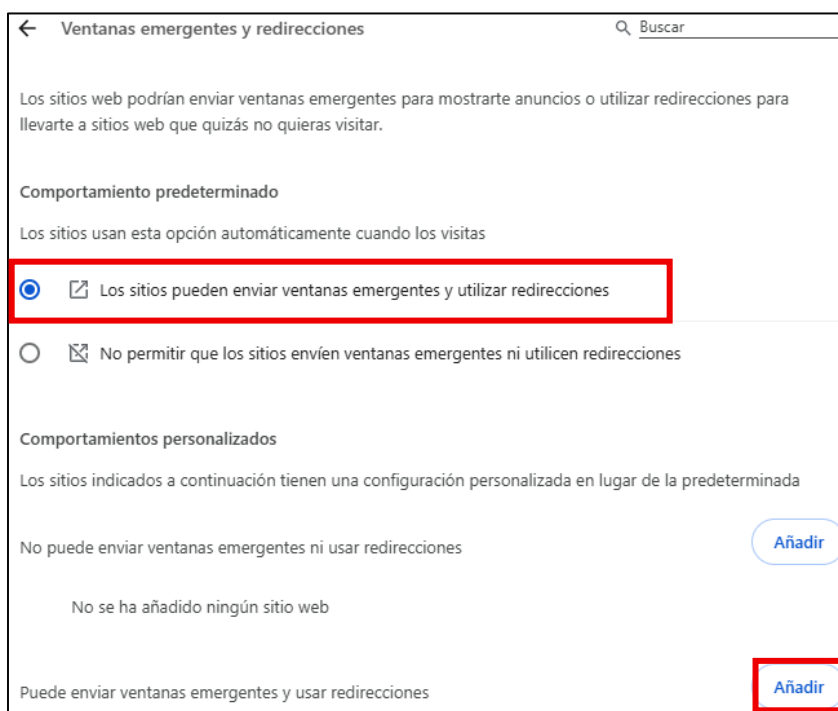 Ventanas emergentes y redirecciones
Buscar
Los sitios web podrían enviar ventanas emergentes para mostrarte anuncios o utilizar redirecciones para
llevarte a sitios web que quizás no quieras visitar.
Comportamiento predeterminado
Los sitios usan esta opción automáticamente cuando los visitas
Los sitios pueden enviar ventanas emergentes y utilizar redirecciones
No permitir que los sitios envíen ventanas emergentes ni utilicen redirecciones
Comportamientos personalizados
Los sitios indicados a continuación tienen una configuración personalizada en lugar de la predeterminada
No puede enviar ventanas emergentes ni usar redirecciones
Añadir
No se ha añadido ningún sitio web
Puede enviar ventanas emergentes y usar redirecciones
Añadir